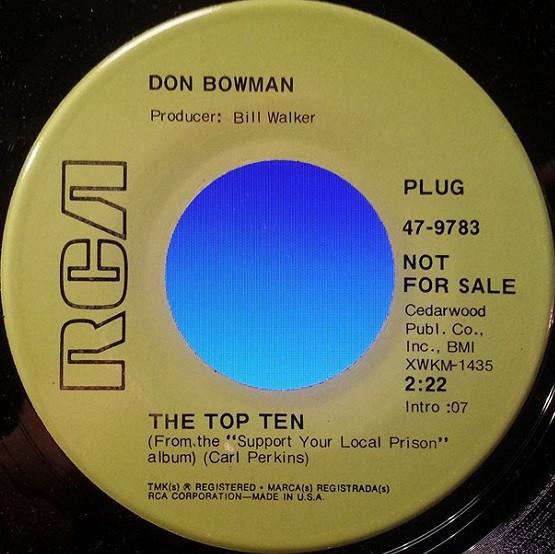 DON BOWMAN
Producer: Bill Walker
RCA
PLUG
47-9783
NOT
FOR SALE
Cedarwood
Publ. Co.,
Inc., BMI
XWKM-1435
2:22
Intro :07
THE TOP TEN
(From the "Support Your Local Prison"
album) (Carl Perkins)
TMK(s) ® REGISTERED • MARCA(s) REGISTRADA(s)
RCA CORPORATION—MADE IN U.S.A.